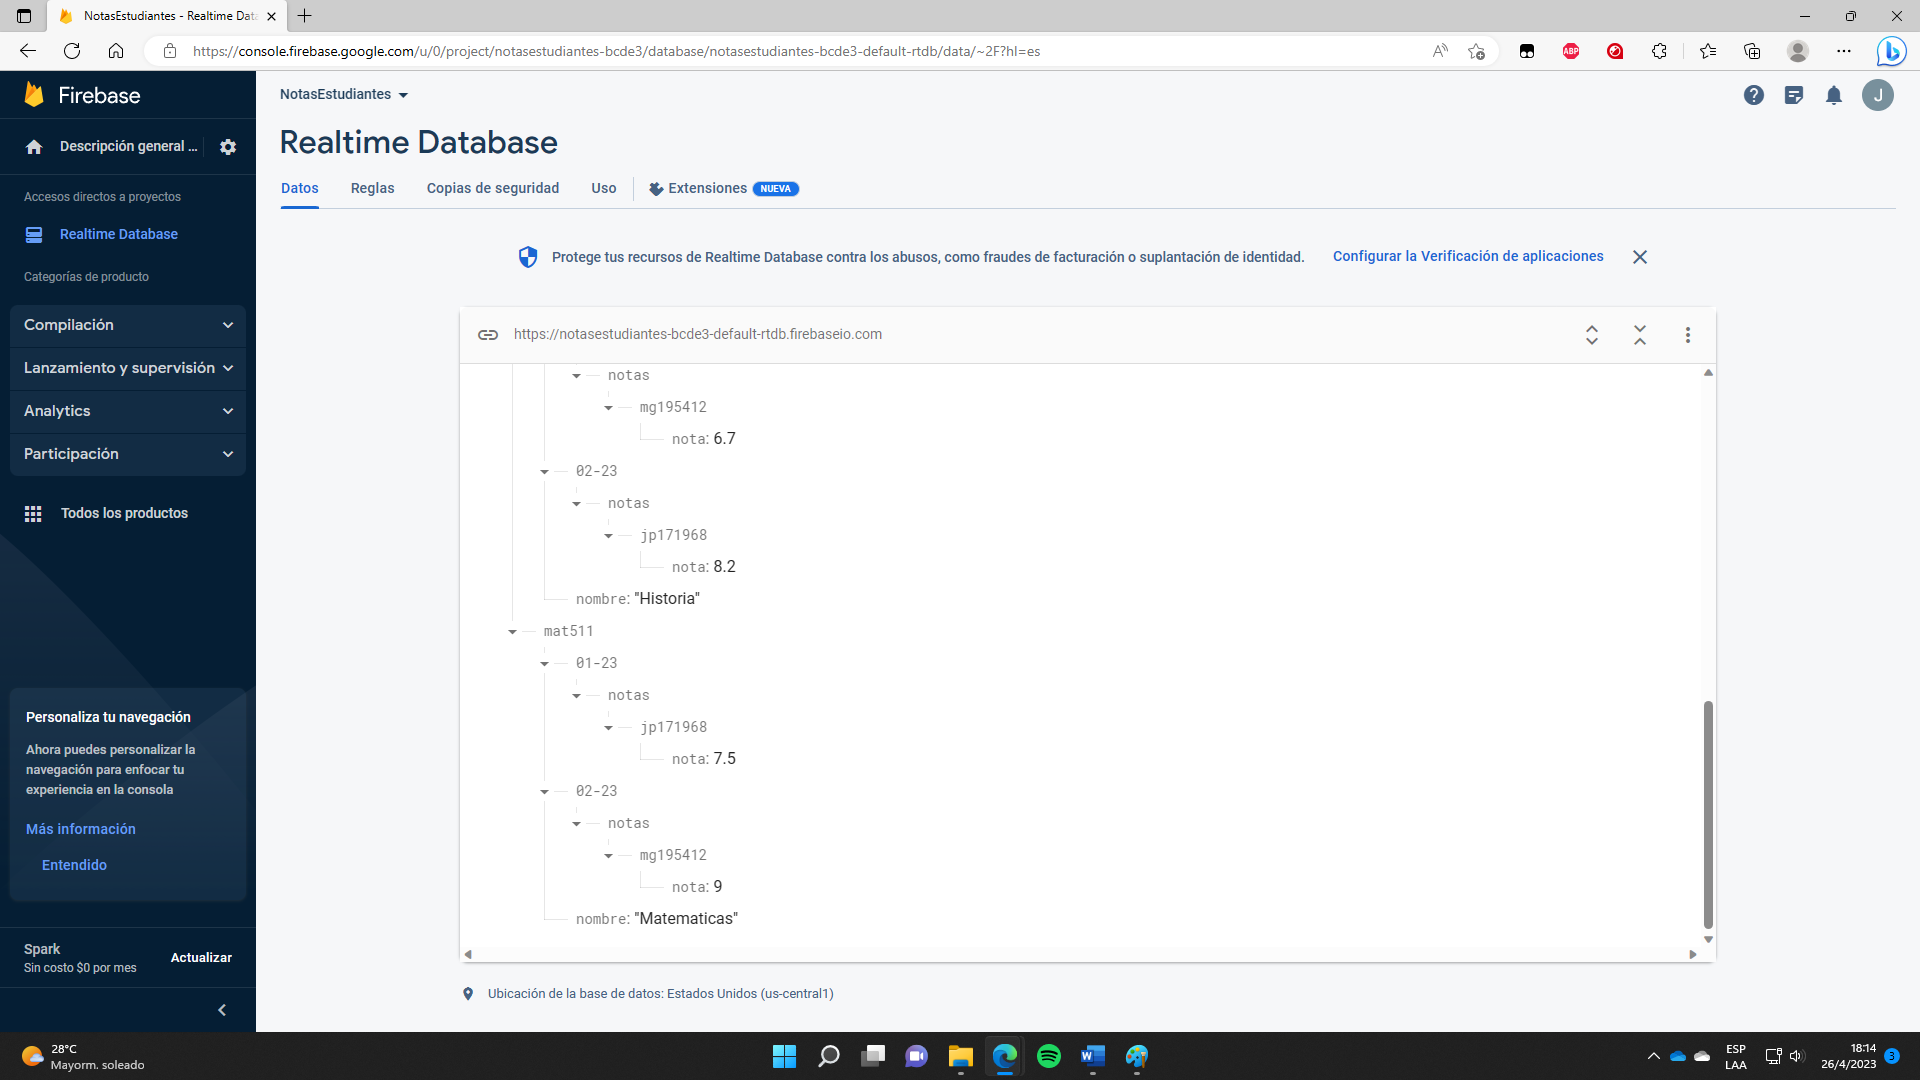 NotasEstudiantes - Realtime Data
https://console.firebase.google.com/u/0/project/notasestudiantes-bcde3/database/notasestudiantes-bcde3-default-rtdb/data/~2F?hl=es
ABP
Firebase
NotasEstudiantes
J
Descripción general ...
Realtime Database
Datos
Reglas
Copias de seguridad
Uso
Extensiones
NUEVA
Accesos directos a proyectos
Realtime Database
Categorías de producto
Compilación
Lanzamiento y supervisión
Analytics
Participación
Todos los productos
Personaliza tu navegación
Ahora puedes personalizar la
navegación para enfocar tu
experiencia en la consola
Más información
Entendido
Spark
Sin costo $0 por mes
Actualizar
Protege tus recursos de Realtime Database contra los abusos, como fraudes de facturación o suplantación de identidad.
Configurar la Verificación de aplicaciones
https://notasestudiantes-bcde3-default-rtdb.firebaseio.com
notas
mg195412
nota: 6.7
02-23
notas
jp171968
nota: 8.2
nombre: "Historia"
mat511
01-23
notas
jp171968
nota: 7.5
02-23
notas
mg195412
nota: 9
nombre: "Matematicas"
Ubicación de la base de datos: Estados Unidos (us-central1)
28°C
Mayorm. soleado
ESP
LAA
18:14
26/4/2023
3